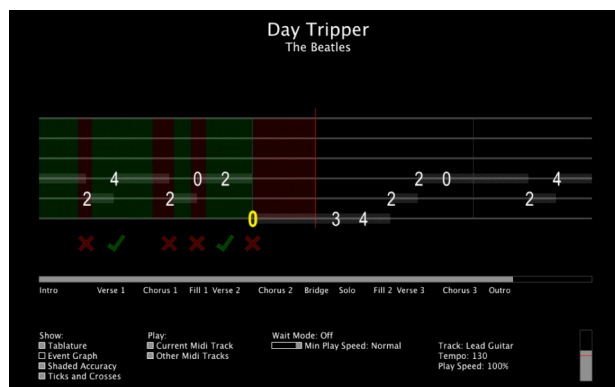 Day Tripper
The Beatles
4 0 2 2 0 4
2 2 2 2
0 3 4
Intro Verse 1 Chorus 1 Fill 1 Verse 2 Chorus 2 Bridge Solo Fill 2 Verse 3 Chorus 3 Outro
Show: Play: Wait Mode: Off
Tablature Current Midi Track Min Play Speed: Normal Track: Lead Guitar
Event Graph Other Midi Tracks Tempo: 130
Shaded Accuracy Play Speed: 100%
Ticks and Crosses